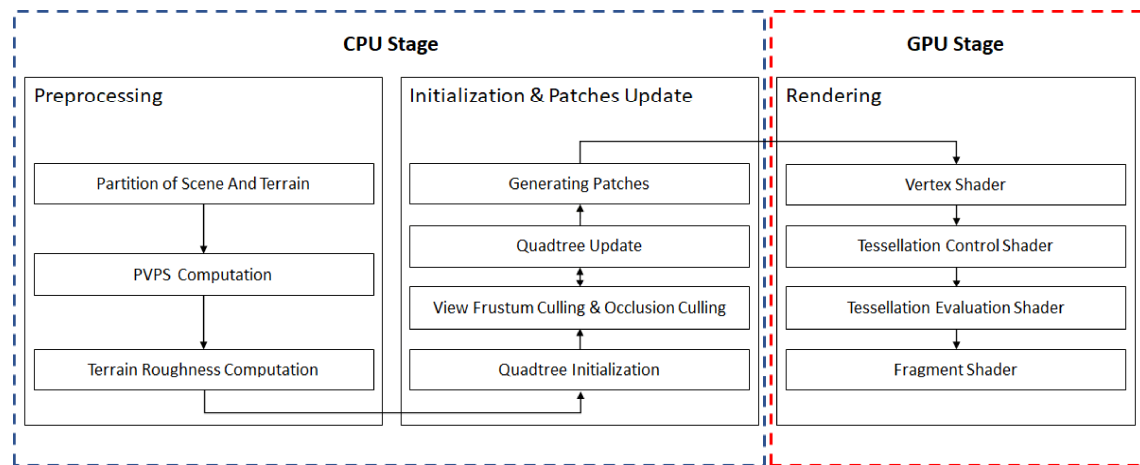 CPU Stage
GPU Stage
Preprocessing
Partition of Scene And Terrain
PVPS Computation
Terrain Roughness Computation
Initialization & Patches Update
Generating Patches
Quadtree Update
View Frustum Culling & Occlusion Culling
Quadtree Initialization
Rendering
Vertex Shader
Tessellation Control Shader
Tessellation Evaluation Shader
Fragment Shader